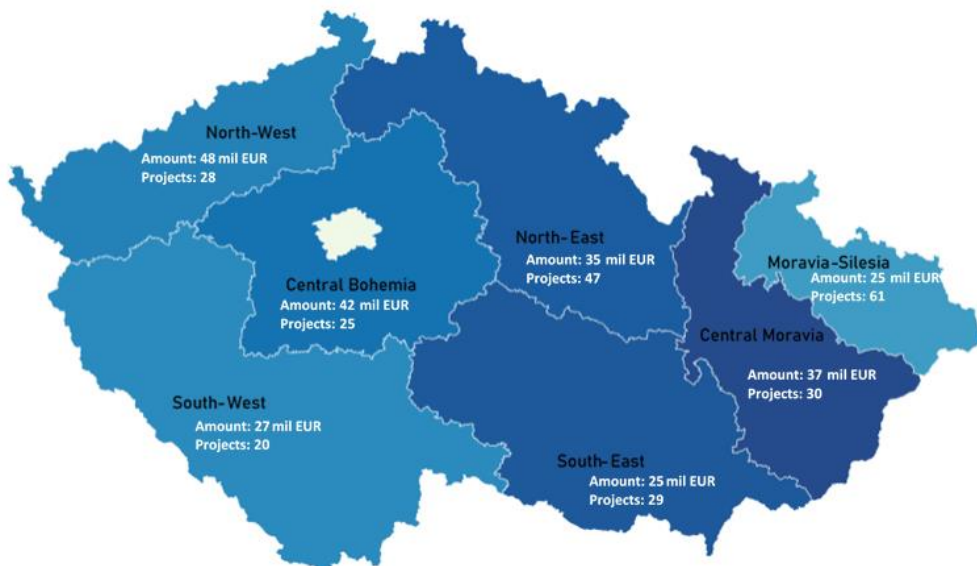 North-West
Amount: 48 mil EUR
Projects: 28
North-East
Amount: 35 mil EUR
Projects: 47
Moravia-Silesia
Amount: 25 mil EUR
Projects: 61
Central Bohemia
Amount: 42 mil EUR
Projects: 25
Central Moravia
Amount: 37 mil EUR
Projects: 30
South-West
Amount: 27 mil EUR
Projects: 20
South-East
Amount: 25 mil EUR
Projects: 29